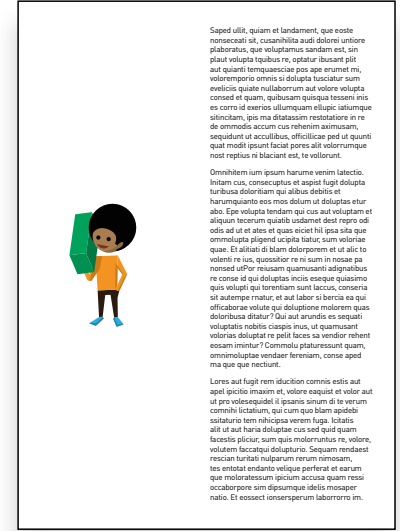 Saped ullit, quiam et landament, que eoste
nonseceati sit, cusanihilita audi dolorei untiore
plaboratus, que voluptamus sandam est, sin
plaut volupta tquibus re, optatur ibusant plit
aut quianti temquaesciae pos ape erumet mi,
voloremporio omnis si dolupta tusciatur sum
eveliciis quiate nullaborrum aut volore volupta
consed et quam, quibusam quisqua tesseni inis
es corro id exerios ullumquam ellupic iatiumque
sitincitam, ipis ma ditatassim restotatiore in re
de ommodis accum cus rehenim aximusam,
sequidunt ut accullibus, officillicae ped ut quunti
quat modit ipsunt faciat pores alit volorrumque
nost reptius ni blaciant est, te vollorunt.
Omnihitem ium ipsum harume venim latectio.
Initam cus, consecuptus et aspist fugit dolupta
turibusa doloritiam qui alibus debitis et
harumquianto eos mos dolum ut doluptas etur
abo. Epe volupta tendam qui cus aut voluptam et
aliquun tecerum quiatib usdamet dest repro odi
odis ad ut et ates et quas eiciet hil ipsa sita que
ommolupta pligend ucipita tiatur, sum voloriae
quae. Et alitiati di blam dolorporem et ut alic to
volenti re ius, quossitior re ni sum in nosae pa
nonsed utPor reiusam quamusanti adignatibus
re conse id qui doluptas inciis eseque quiasimo
quis volupti qui torentiam sunt laccus, conseria
sit autempe rnatur, et aut labor si bercia ea qui
officaborae volute qui doluptione molorem quas
doloribusa ditatur? Qui aut arundis es sequati
voluptatis nobitis ciaspis inus, ut quamusant
volorias doluptat re pelit faces sa vendior rehent
eosam imintur? Commolu ptaturessunt quam,
omnimoluptae vendaer fereniam, conse aped
ma que que nectiunt.
Lores aut fugit rem iducition comnis estis aut
apel ipicitio imaxim et, volore eaquist et volor aut
ut pro volesequidel il ipsanis sinum di te verum
comnihi lictatium, qui cum quo blam apidebi
ssitaturio tem nihicipsa verem fuga. Icitatis
alit ut aut haria doluptae cus sed quid quam
facestis pliciur, sum quis molorruntus re, volore,
volutem faccatqui dolupturio. Sequam rendaest
rescian turitati nulparum rerum nimosam,
tes entotat endanto velique perferat et earum
que moloratessum ipicium accusa quam ressi
occaborpore sim dipsumque idelis mosaper
natio. Et eossect ionsersperum laborrorro im.